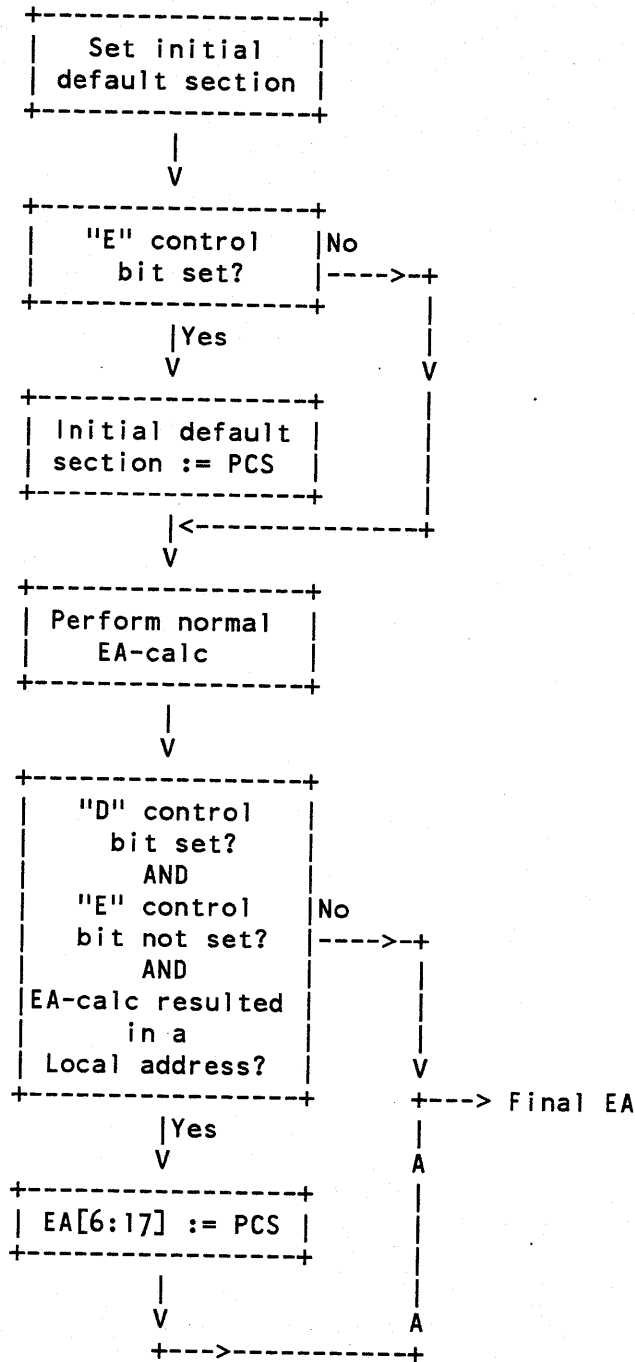 Set initial
default section
V
"E" control
bit set?
No
Yes
V
V
Initial default
section := PCS
V
Perform normal
EA-calc
V
"D" control
bit set?
AND
"E" control
bit not set?
AND
EA-calc resulted
in a
Local address?
No
V
Final EA
Yes
V
A
EA[6:17] := PCS
V
A